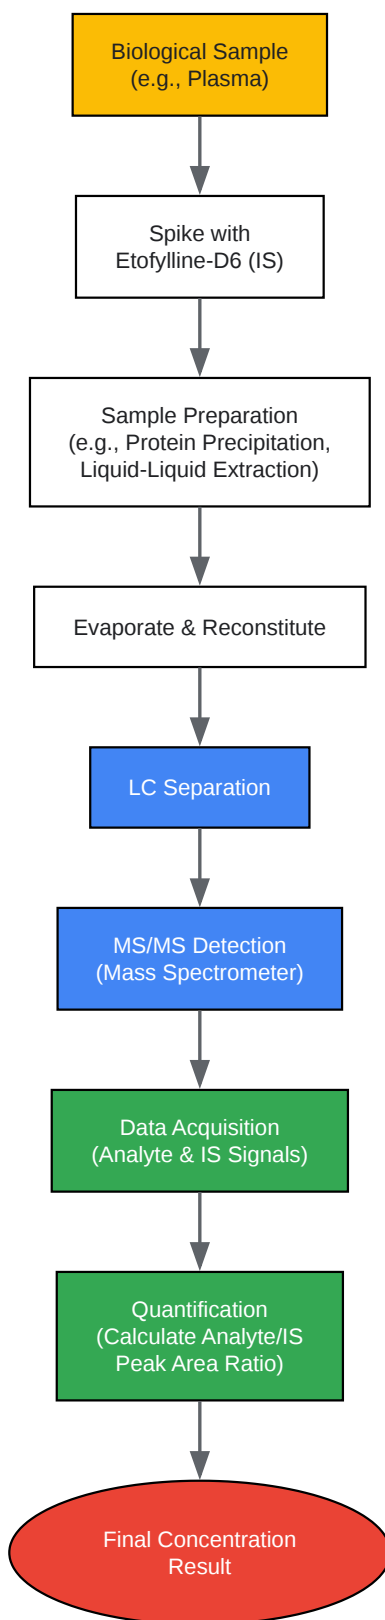 Biological Sample
(e.g., Plasma)
Spike with
Etofylline-D6 (IS)
Sample Preparation
(e.g., Protein Precipitation,
Liquid-Liquid Extraction)
Evaporate & Reconstitute
LC Separation
MS/MS Detection
(Mass Spectrometer)
Data Acquisition
(Analyte & IS Signals)
Quantification
(Calculate Analyte/IS
Peak Area Ratio)
Final Concentration
Result